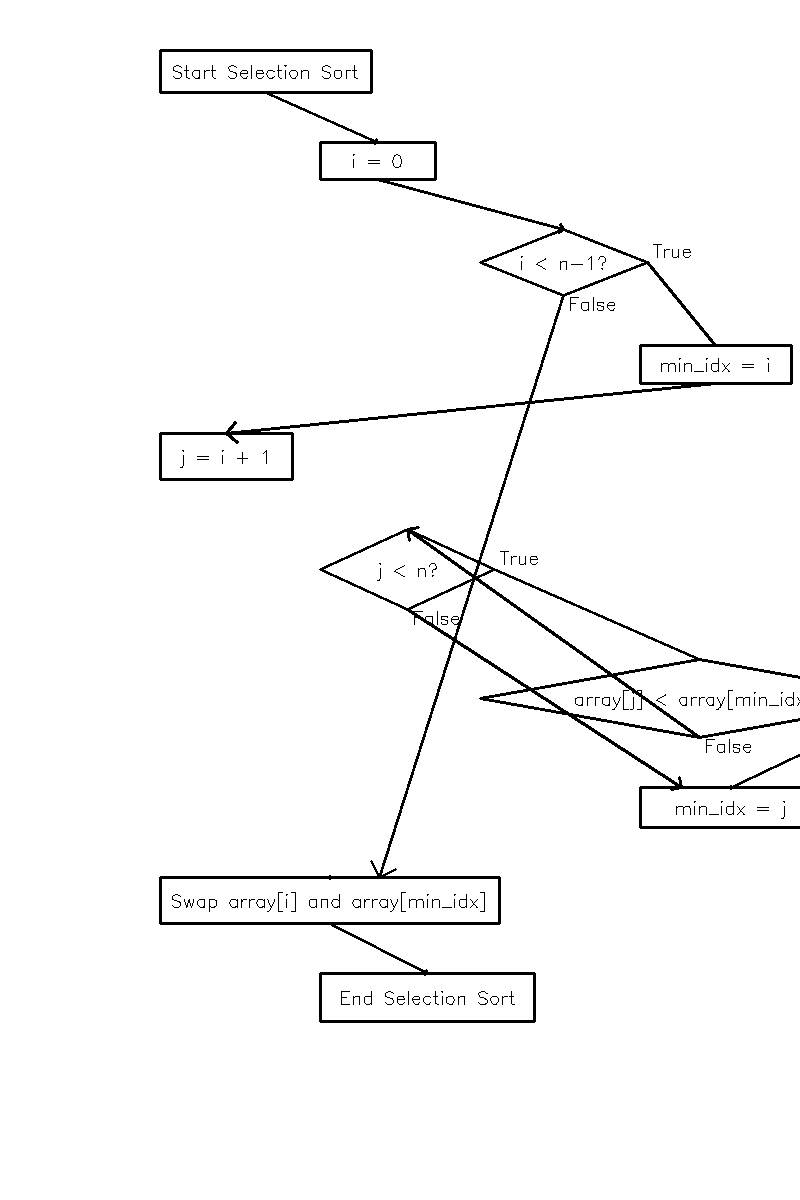 Start Selection Sort
i = 0
True
i < n-1?
False
min_idx = i
j = i + 1
True
j < n?
False
array[j] < array[min_idx
False
min_idx = j
Swap array[i] and array[min_idx]
End Selection Sort